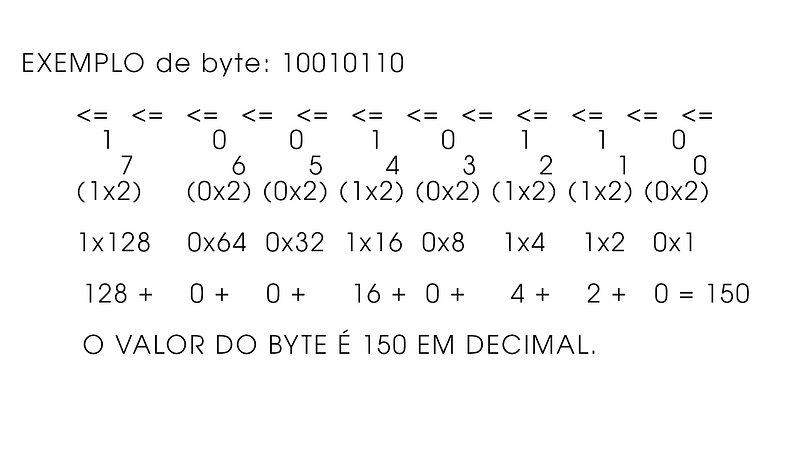 EXEMPLO de byte: 10010110
<= <= <= <= <= <= <= <= <= <= <= <=
1 0 0 1 0 1 1 0
7 6 5 4 3 2 1 0
(1x2) (0x2) (0x2) (1x2) (0x2) (1x2) (1x2) (0x2)
1x128 0x64 0x32 1x16 0x8 1x4 1x2 0x1
128 + 0 + 0 + 16 + 0 + 4 + 2 + 0 = 150
O VALOR DO BYTE É 150 EM DECIMAL.